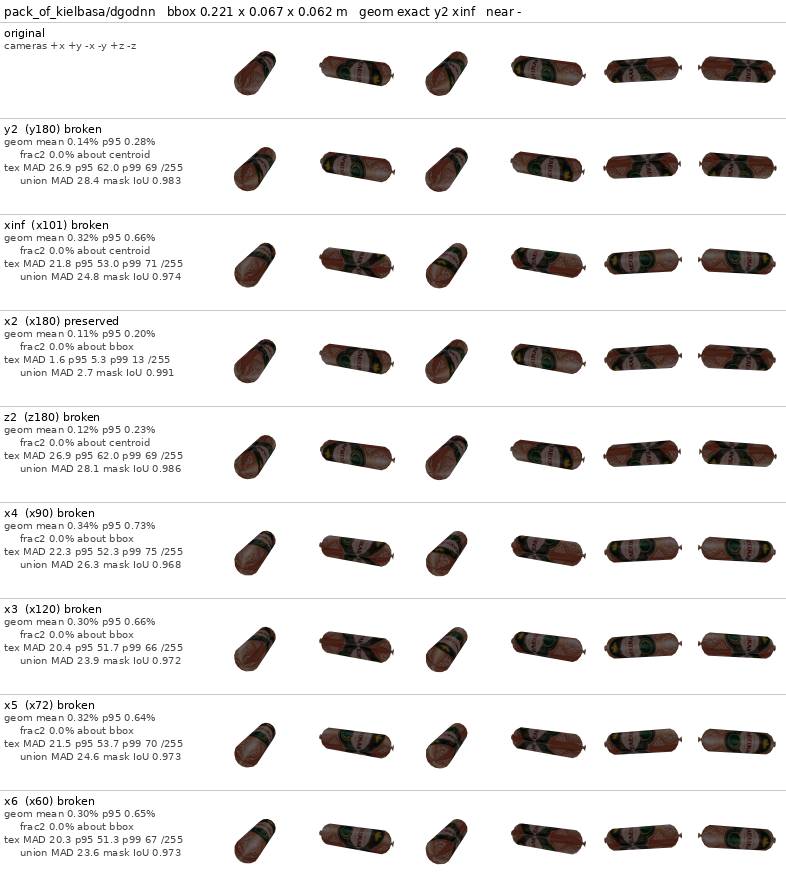 pack_of_kielbasa/dgodnn   bbox 0.221 x 0.067 x 0.062 m   geom exact y2 xinf   near -
original
cameras +x +y -x -y +z -z
y2  (y180) broken
geom mean 0.14% p95 0.28%
frac2 0.0% about centroid
tex MAD 26.9 p95 62.0 p99 69 /255
union MAD 28.4 mask IoU 0.983
xinf  (x101) broken
geom mean 0.32% p95 0.66%
frac2 0.0% about centroid
tex MAD 21.8 p95 53.0 p99 71 /255
union MAD 24.8 mask IoU 0.974
x2  (x180) preserved
geom mean 0.11% p95 0.20%
frac2 0.0% about bbox
tex MAD 1.6 p95 5.3 p99 13 /255
union MAD 2.7 mask IoU 0.991
z2  (z180) broken
geom mean 0.12% p95 0.23%
frac2 0.0% about centroid
tex MAD 26.9 p95 62.0 p99 69 /255
union MAD 28.1 mask IoU 0.986
x4  (x90) broken
geom mean 0.34% p95 0.73%
frac2 0.0% about bbox
tex MAD 22.3 p95 52.3 p99 75 /255
union MAD 26.3 mask IoU 0.968
x3  (x120) broken
geom mean 0.30% p95 0.66%
frac2 0.0% about bbox
tex MAD 20.4 p95 51.7 p99 66 /255
union MAD 23.9 mask IoU 0.972
x5  (x72) broken
geom mean 0.32% p95 0.64%
frac2 0.0% about bbox
tex MAD 21.5 p95 53.7 p99 70 /255
union MAD 24.6 mask IoU 0.973
x6  (x60) broken
geom mean 0.30% p95 0.65%
frac2 0.0% about bbox
tex MAD 20.3 p95 51.3 p99 67 /255
union MAD 23.6 mask IoU 0.973